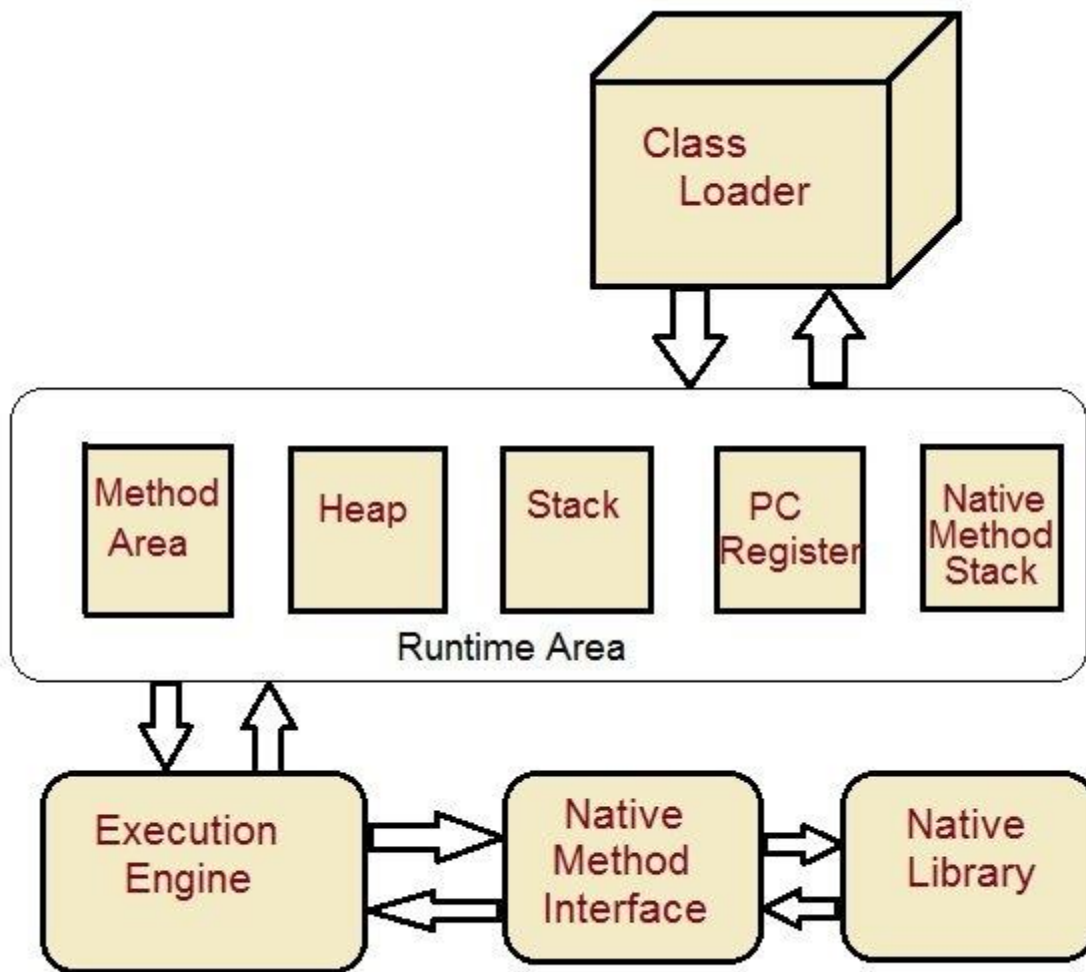 Class
Loader
Method
Area
Heap
Stack
PC
Register
Native
Method
Stack
Runtime Area
Execution
Engine
Native
Method
Interface
Native
Library